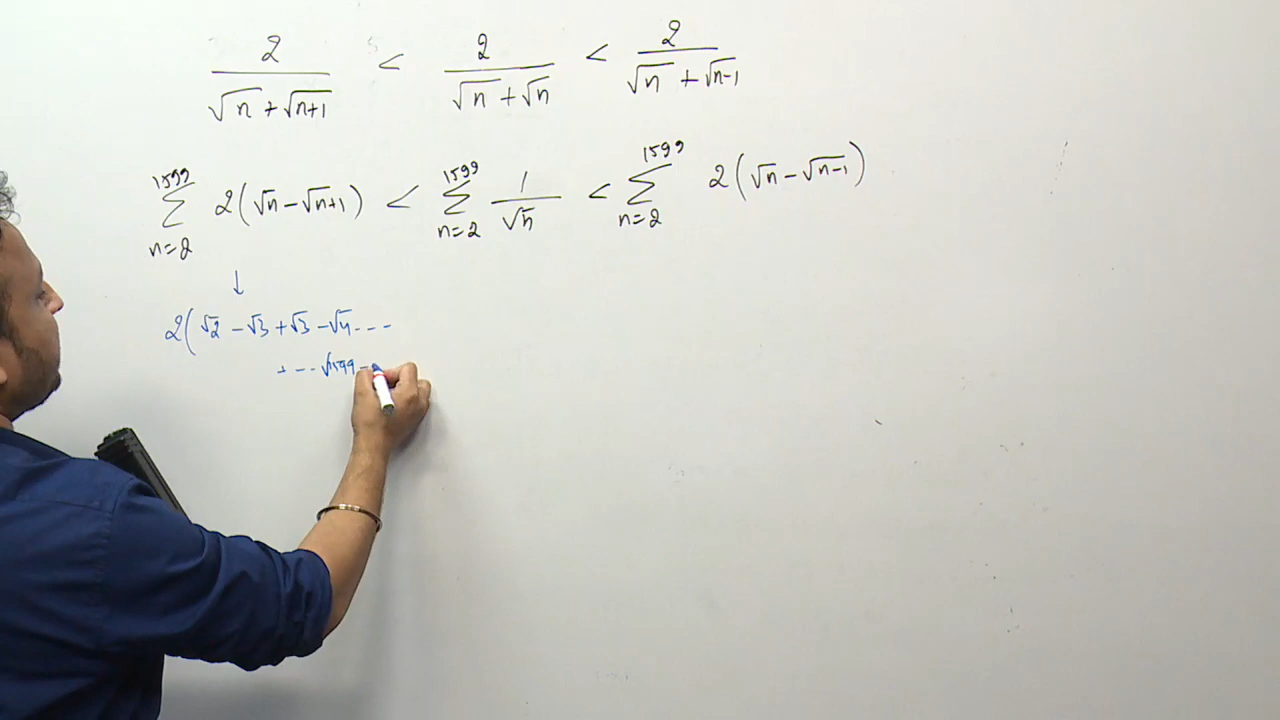 2/(√n + √n+1) < 2/(√n + √n) < 2/(√n + √n-1)
1599 ∑ n=2 2(√n - √n+1) < 1599 ∑ n=2 1/√n < 1599 ∑ n=2 2(√n - √n-1)
↓
2(√2 - √3 + √3 - √4 ---
+ --- √1599 -